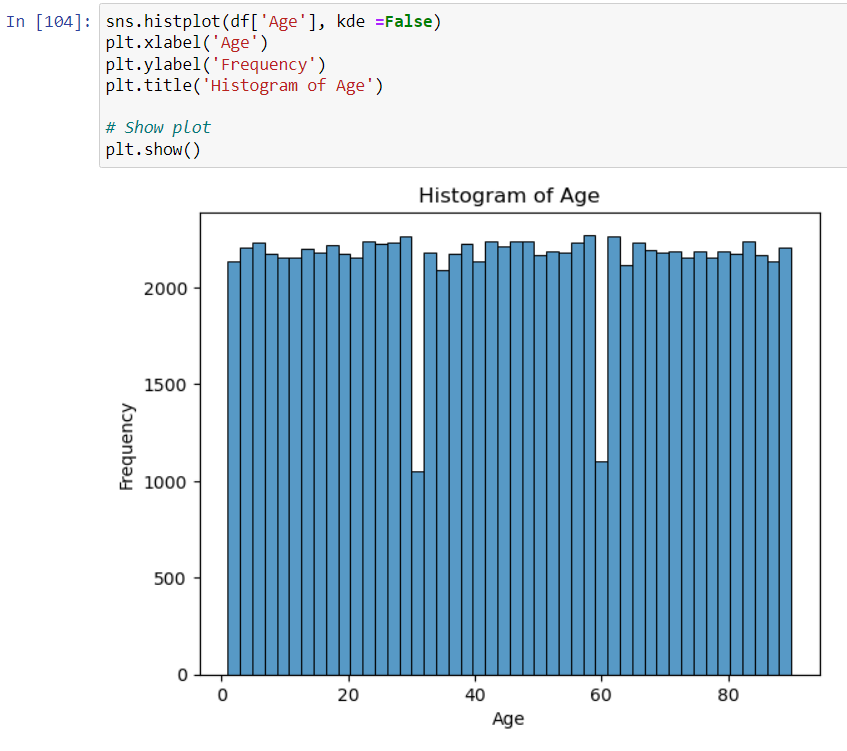 In [104]:
sns.histplot(df['Age'], kde =False)
plt.xlabel('Age')
plt.ylabel('Frequency')
plt.title('Histogram of Age')
# Show plot
plt.show()
Histogram of Age
Frequency
2000
1500
1000
500
0
0 20 40 60 80
Age